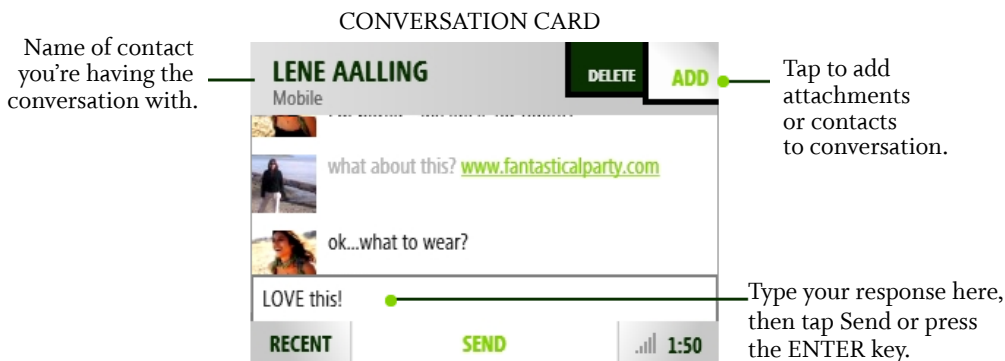 CONVERSATION CARD
Name of contact
you're having the
conversation with.
LENE AALLING
Mobile
DELETE
ADD
Tap to add
attachments
or contacts
to conversation.
what about this? www.fantasticalparty.com
ok...what to wear?
LOVE this!
Type your response here,
then tap Send or press
the ENTER key.
RECENT
SEND
1:50